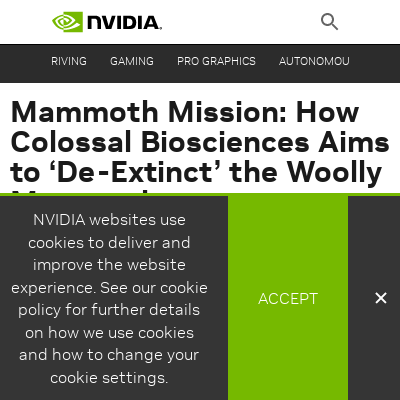 NVIDIA.
RIVING GAMING PRO GRAPHICS AUTONOMOU
Mammoth Mission: How
Colossal Biosciences Aims
to ‘De-Extinct’ the Woolly
NVIDIA websites use
cookies to deliver and
improve the website
experience. See our cookie
policy for further details
on how we use cookies
and how to change your
cookie settings.
ACCEPT